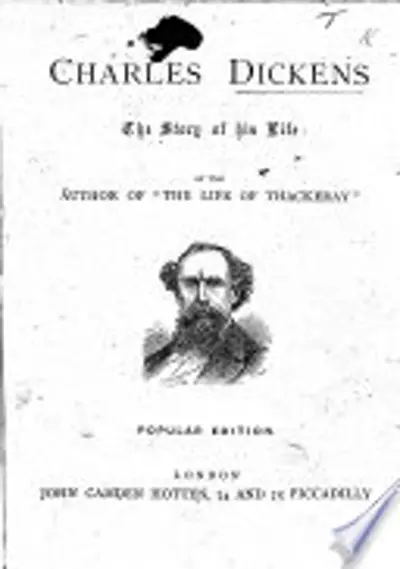 CHARLES DICKENS
The Story of his Life
BY THE
AUTHOR OF "THE LIFE OF THACKERAY"
POPULAR EDITION
LONDON
JOHN CAMDEN HOTTEN, 74 AND 75 PICCADILLY